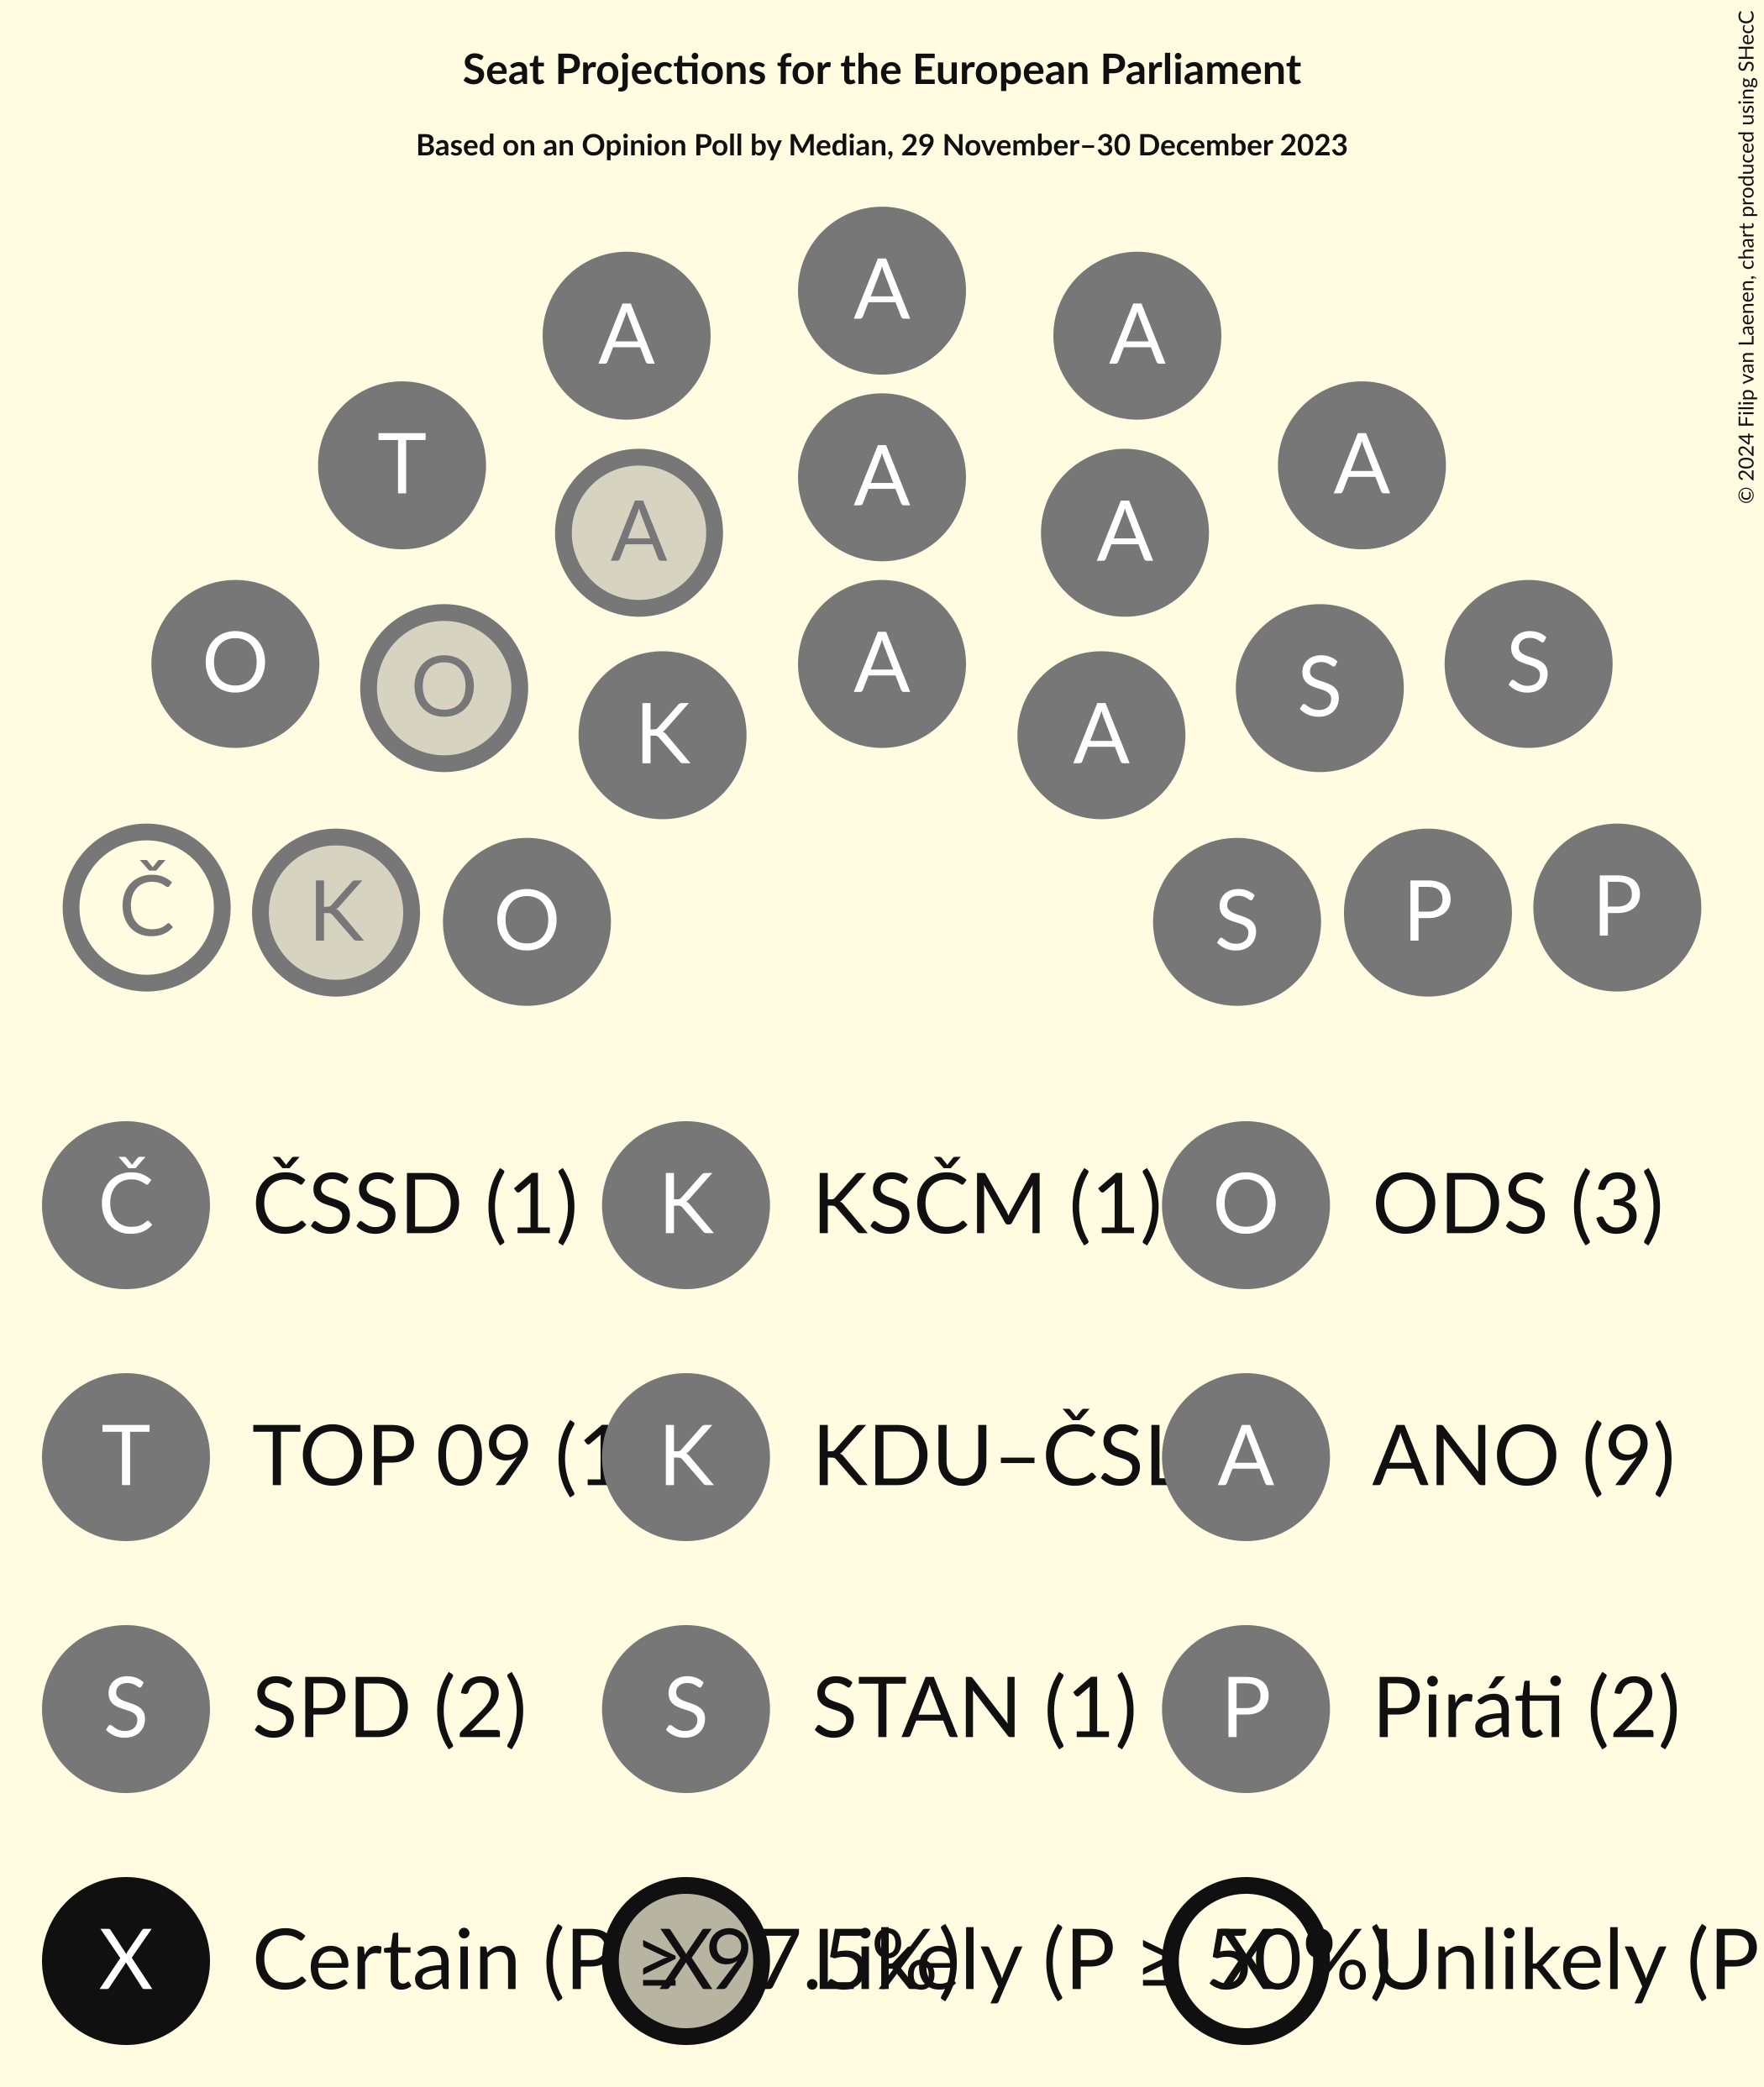 Seat Projections for the European Parliament
Based on an Opinion Poll by Median, 29 November–30 December 2023
© 2024 Filip van Laenen, chart produced using SHecC
A
A A
T A
A
A A
O S
O S
A
K A
Č K O S P P
Č ČSSD (1) K KSČM (1) O ODS (3)
T TOP 09 (1 K KDU–ČSL A ANO (9)
S SPD (2) S STAN (1) P Piráti (2)
X Certain (P ≥ 97.5%) X Likely (P ≥ 50%) X Unlikely (P